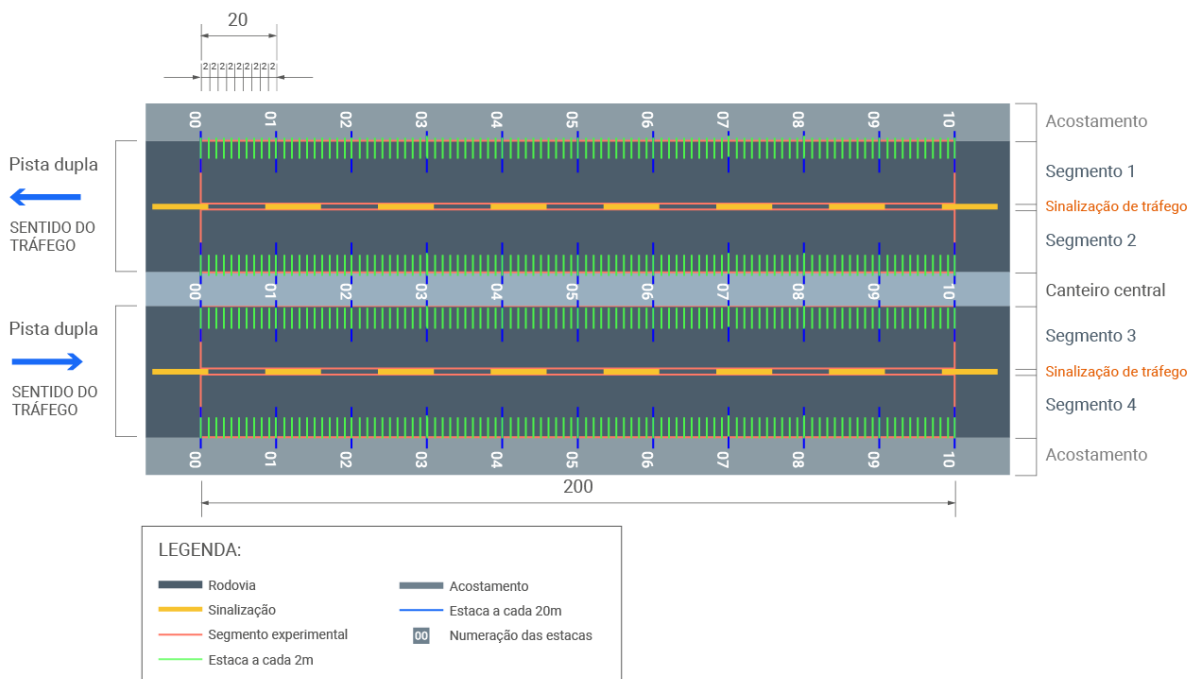 20
2 2 2 2 2 2 2 2 2
00 01 02 03 04 05 06 07 08 09 10
Acostamento
Pista dupla
Segmento 1
Sinalização de tráfego
SENTIDO DO
TRÁFEGO
Segmento 2
00 01 02 03 04 05 06 07 08 09 10
Canteiro central
Pista dupla
Segmento 3
Sinalização de tráfego
SENTIDO DO
TRÁFEGO
Segmento 4
00 01 02 03 04 05 06 07 08 09 10
Acostamento
200
LEGENDA:
Rodovia
Acostamento
Sinalização
Estaca a cada 20m
Segmento experimental
00 Numeração das estacas
Estaca a cada 2m